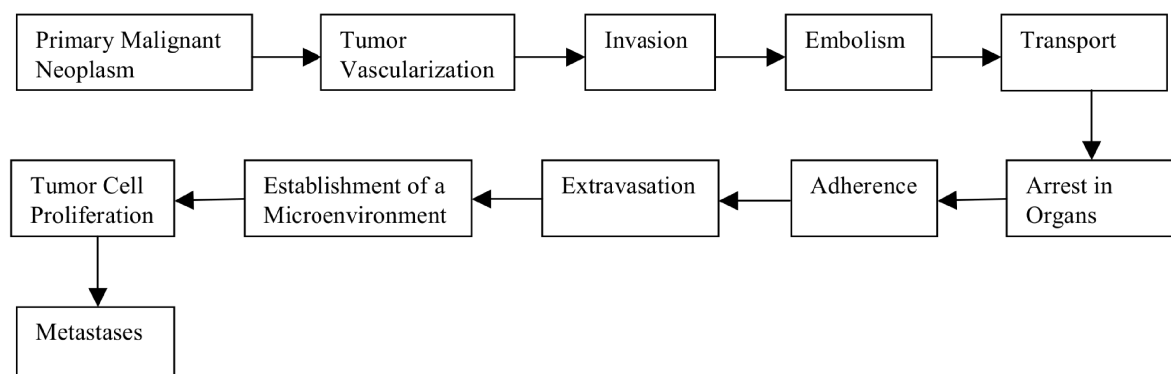 Primary Malignant
Neoplasm
Tumor
Vascularization
Invasion
Embolism
Transport
Arrest in
Organs
Adherence
Extravasation
Establishment of a
Microenvironment
Tumor Cell
Proliferation
Metastases